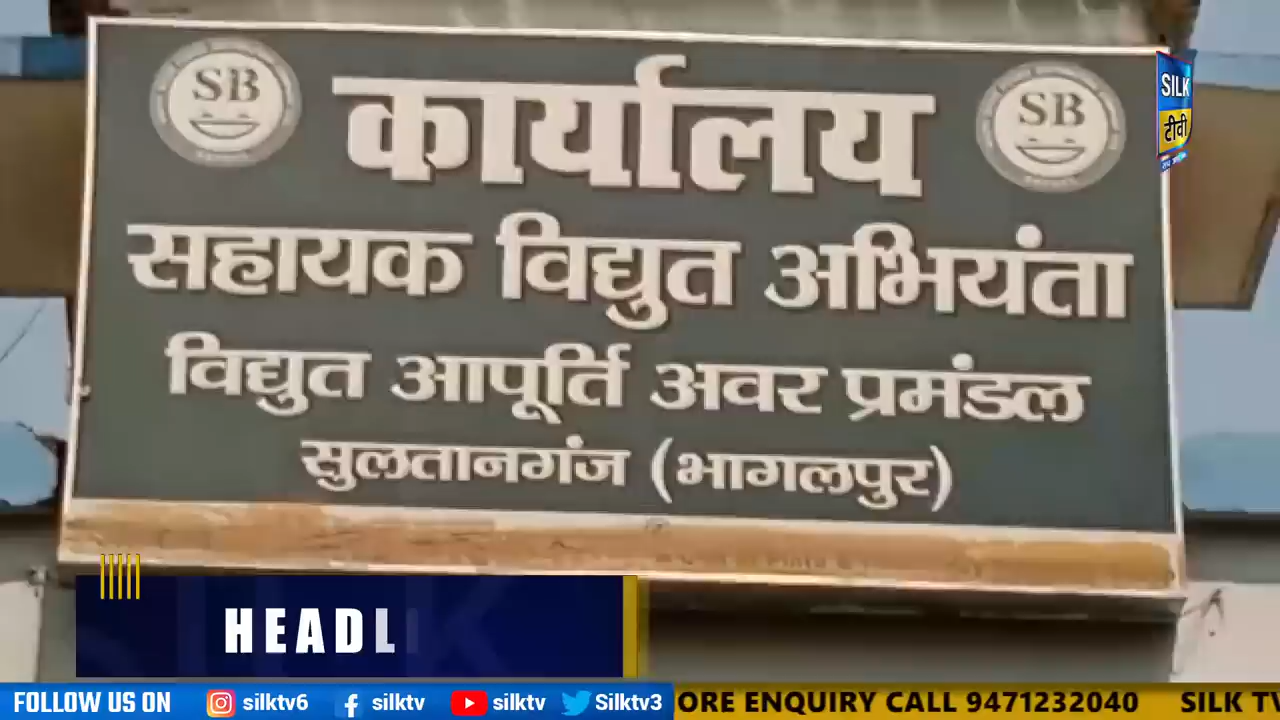 SB
कार्यालय
SB
SILK
टीवी
सहायक विद्युत अभियंता
विद्युत आपूर्ति अवर प्रमंडल
सुलतानगंज (भागलपुर)
HEADL
FOLLOW US ON silktv6 silktv silktv Silktv3
ORE ENQUIRY CALL 9471232040 SILK TV